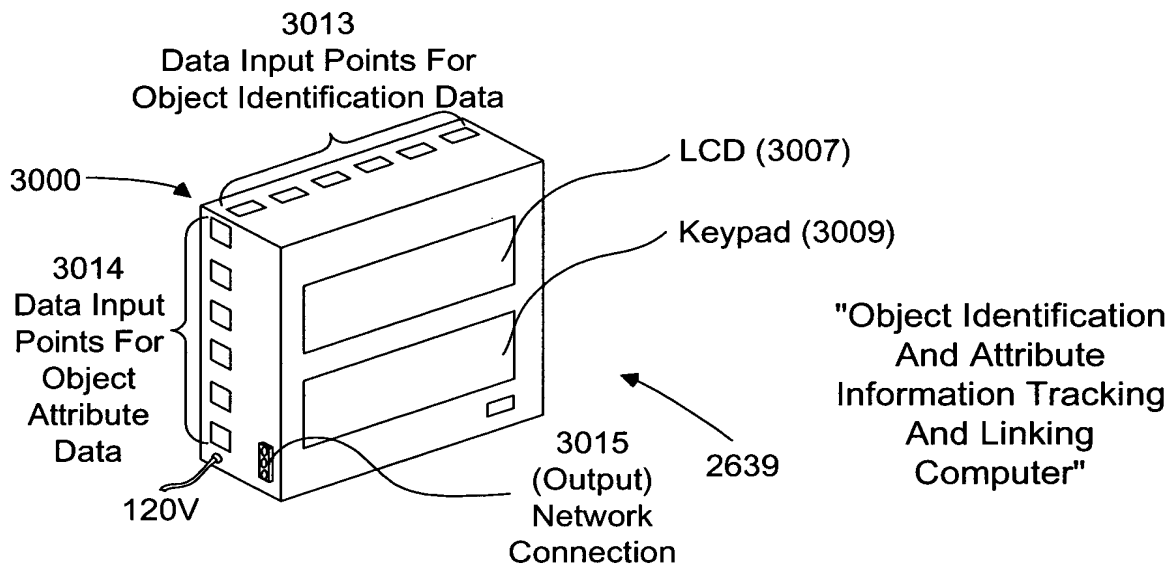 3013
Data Input Points For
Object Identification Data
3000
LCD (3007)
Keypad (3009)
3014
Data Input
Points For
Object
Attribute
Data
120V
3015
(Output)
Network
Connection
2639
"Object Identification
And Attribute
Information Tracking
And Linking
Computer"